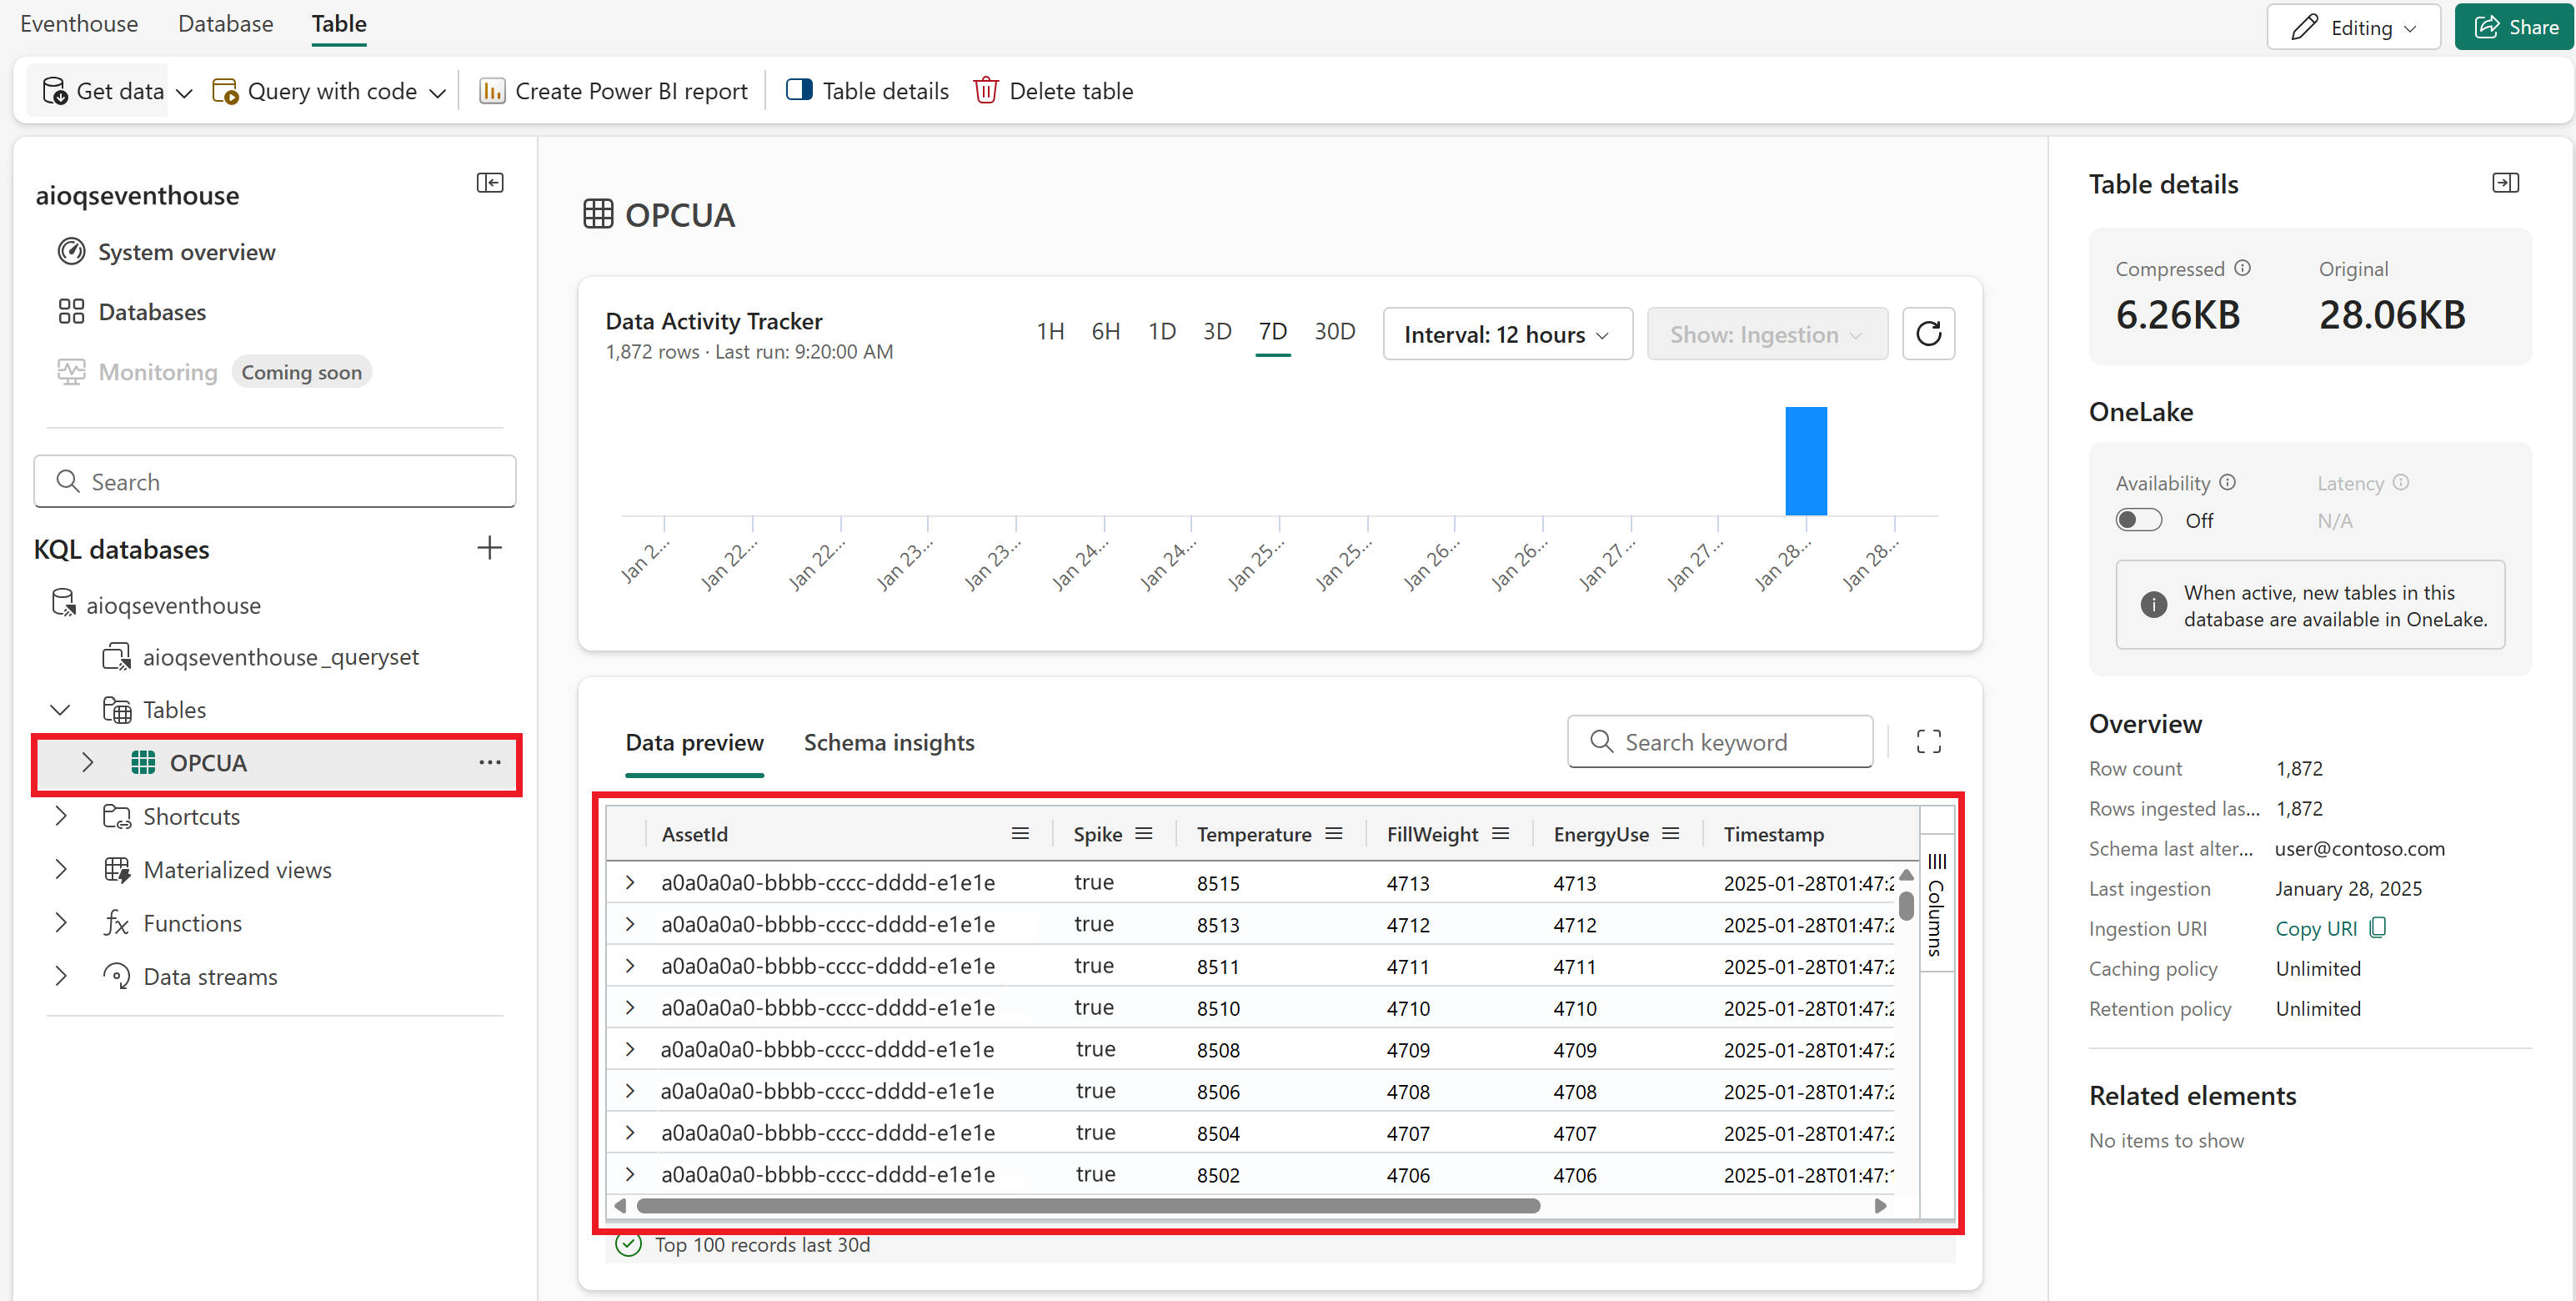 Eventhouse Database Table
Editing Share
Get data Query with code Create Power BI report Table details Delete table
aioqseventhouse
System overview
Databases
Monitoring Coming soon
Search
KQL databases
aioqseventhouse
aioqseventhouse_queryset
Tables
OPCUA
Shortcuts
Materialized views
Functions
Data streams
OPCUA
Data Activity Tracker
1,872 rows · Last run: 9:20:00 AM
1H 6H 1D 3D 7D 30D
Interval: 12 hours
Show: Ingestion
Jan 2... Jan 22... Jan 22... Jan 23... Jan 23... Jan 24... Jan 24... Jan 25... Jan 25... Jan 26... Jan 26... Jan 27... Jan 27... Jan 28... Jan 28...
Data preview Schema insights
Search keyword
AssetId Spike Temperature FillWeight EnergyUse Timestamp
a0a0a0a0-bbbb-cccc-dddd-e1e1e true 8515 4713 4713 2025-01-28T01:47:2
a0a0a0a0-bbbb-cccc-dddd-e1e1e true 8513 4712 4712 2025-01-28T01:47:2
a0a0a0a0-bbbb-cccc-dddd-e1e1e true 8511 4711 4711 2025-01-28T01:47:2
a0a0a0a0-bbbb-cccc-dddd-e1e1e true 8510 4710 4710 2025-01-28T01:47:2
a0a0a0a0-bbbb-cccc-dddd-e1e1e true 8508 4709 4709 2025-01-28T01:47:2
a0a0a0a0-bbbb-cccc-dddd-e1e1e true 8506 4708 4708 2025-01-28T01:47:2
a0a0a0a0-bbbb-cccc-dddd-e1e1e true 8504 4707 4707 2025-01-28T01:47:2
a0a0a0a0-bbbb-cccc-dddd-e1e1e true 8502 4706 4706 2025-01-28T01:47:1
Columns
Top 100 records last 30d
Table details
Compressed Original
6.26KB 28.06KB
OneLake
Availability Latency
Off N/A
When active, new tables in this
database are available in OneLake.
Overview
Row count 1,872
Rows ingested las... 1,872
Schema last alter... user@contoso.com
Last ingestion January 28, 2025
Ingestion URI Copy URI
Caching policy Unlimited
Retention policy Unlimited
Related elements
No items to show